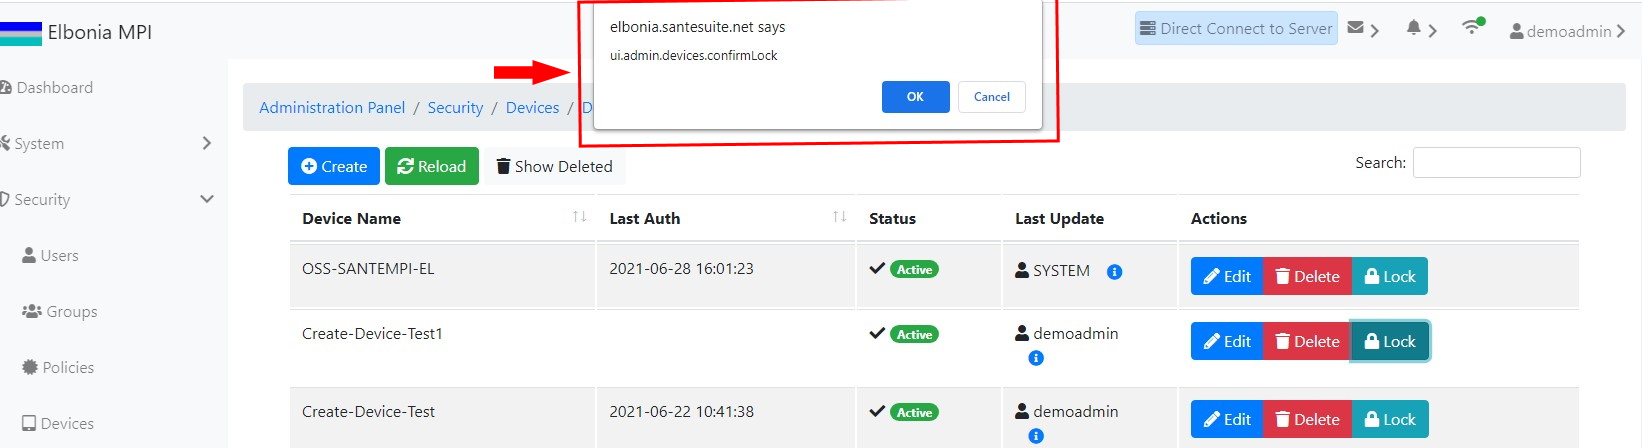 elbonia.santesuite.net says
ui.admin.devices.confirmLock
OK Cancel
Elbonia MPI
Direct Connect to Server
demoadmin
Dashboard
System
Security
Users
Groups
Policies
Devices
Administration Panel / Security / Devices / D
Create Reload Show Deleted
Search:
Device Name Last Auth Status Last Update Actions
OSS-SANTEMPI-EL 2021-06-28 16:01:23 Active SYSTEM Edit Delete Lock
Create-Device-Test1 Active demoadmin Edit Delete Lock
Create-Device-Test 2021-06-22 10:41:38 Active demoadmin Edit Delete Lock